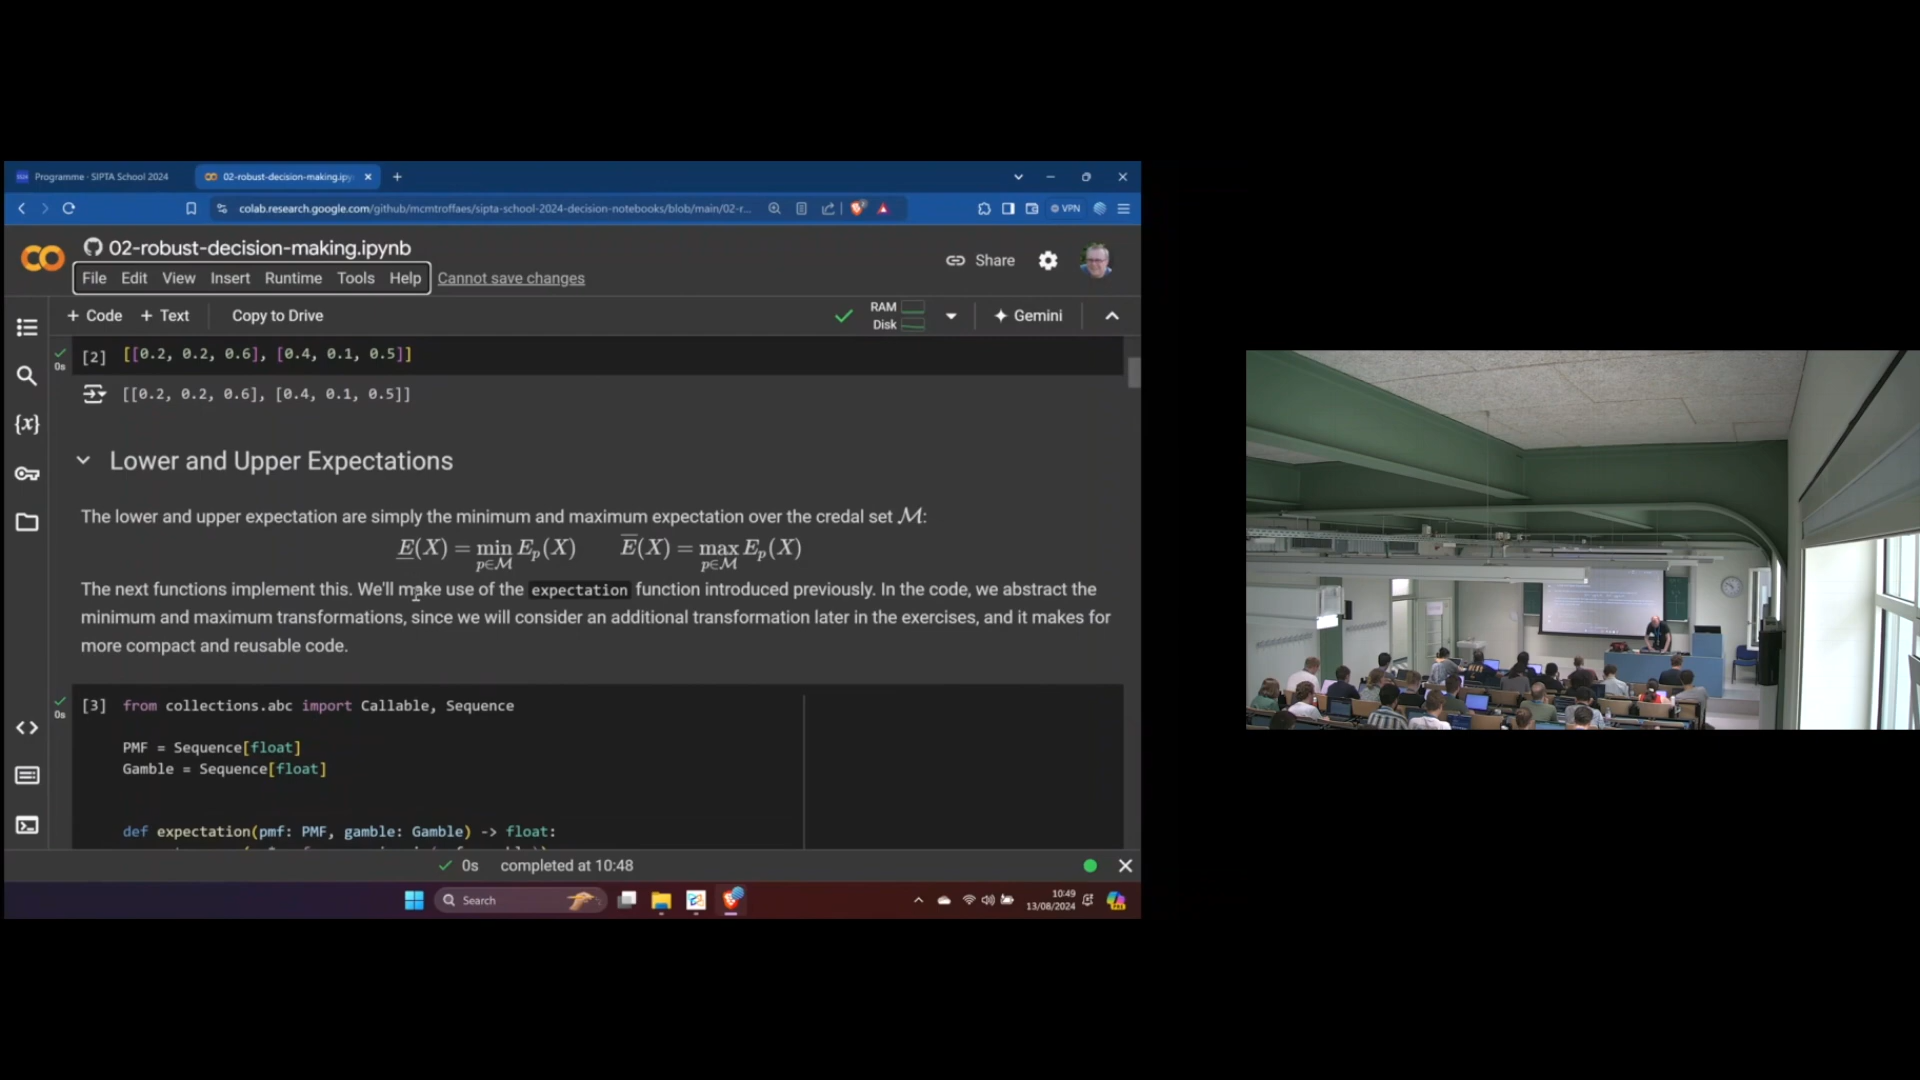 Programme · SIPTA School 2024
02-robust-decision-making.ipy
colab.research.google.com/github/mcmtroffaes/sipta-school-2024-decision-notebooks/blob/main/02-r...
VPN
02-robust-decision-making.ipynb
Share
File Edit View Insert Runtime Tools Help Cannot save changes
+ Code + Text Copy to Drive
RAM
Disk
Gemini
0s
[2] [[0.2, 0.2, 0.6], [0.4, 0.1, 0.5]]
[[0.2, 0.2, 0.6], [0.4, 0.1, 0.5]]
Lower and Upper Expectations
The lower and upper expectation are simply the minimum and maximum expectation over the credal set ℳ:
E̲(X) = min_{p∈ℳ} E_p(X) E̅(X) = max_{p∈ℳ} E_p(X)
The next functions implement this. We'll make use of the expectation function introduced previously. In the code, we abstract the
minimum and maximum transformations, since we will consider an additional transformation later in the exercises, and it makes for
more compact and reusable code.
0s
[3] from collections.abc import Callable, Sequence
PMF = Sequence[float]
Gamble = Sequence[float]
def expectation(pmf: PMF, gamble: Gamble) -> float:
0s completed at 10:48
Search
10:49
13/08/2024